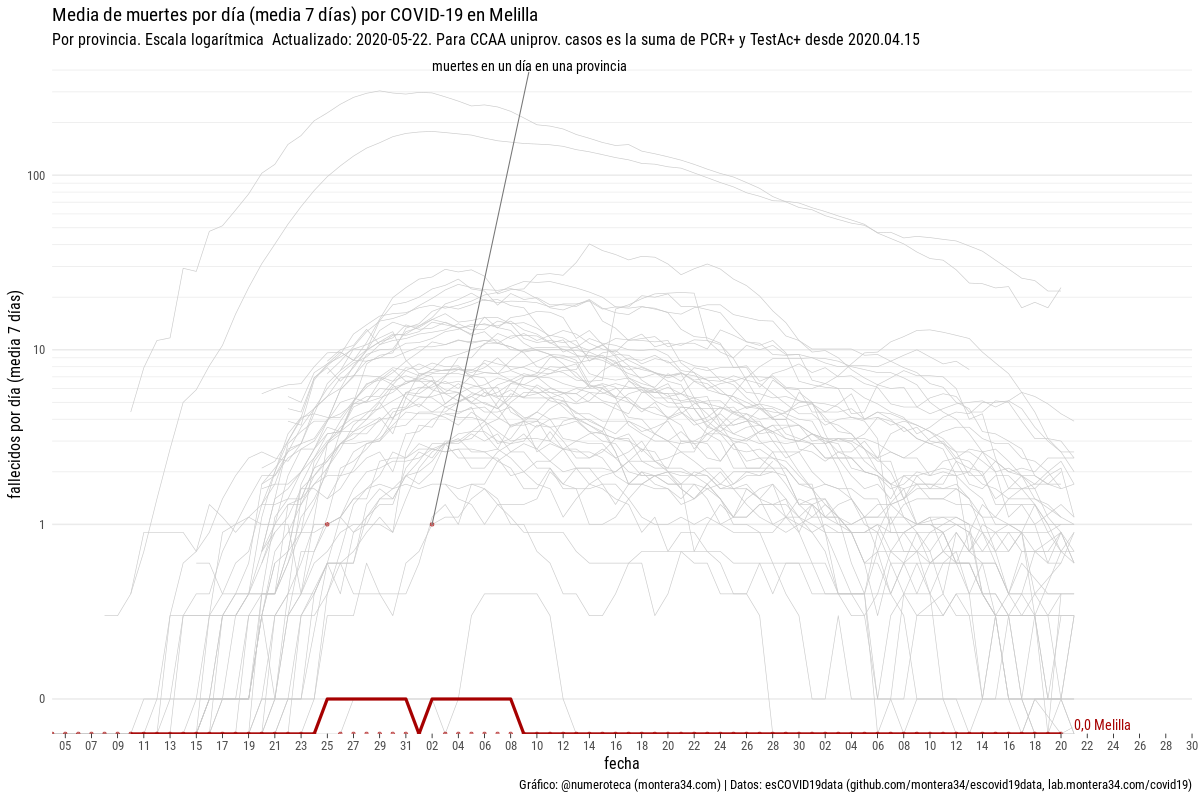 Media de muertes por día (media 7 días) por COVID-19 en Melilla
Por provincia. Escala logarítmica  Actualizado: 2020-05-22. Para CCAA uniprov. casos es la suma de PCR+ y TestAc+ desde 2020.04.15
muertes en un día en una provincia
fallecidos por día (media 7 días)
100
10
1
0
0,0 Melilla
05 07 09 11 13 15 17 19 21 23 25 27 29 31 02 04 06 08 10 12 14 16 18 20 22 24 26 28 30 02 04 06 08 10 12 14 16 18 20 22 24 26 28 30
fecha
Gráfico: @numeroteca (montera34.com) | Datos: esCOVID19data (github.com/montera34/escovid19data, lab.montera34.com/covid19)